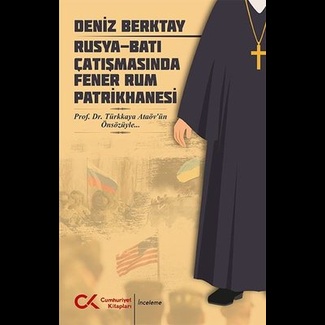 DENİZ BERKTAY
RUSYA-BATI
ÇATIŞMASINDA
FENER RUM
PATRİKHANESİ
Prof. Dr. Türkkaya Ataöv'ün
Önsözüyle...
CK
Cumhuriyet
Kitapları
İnceleme